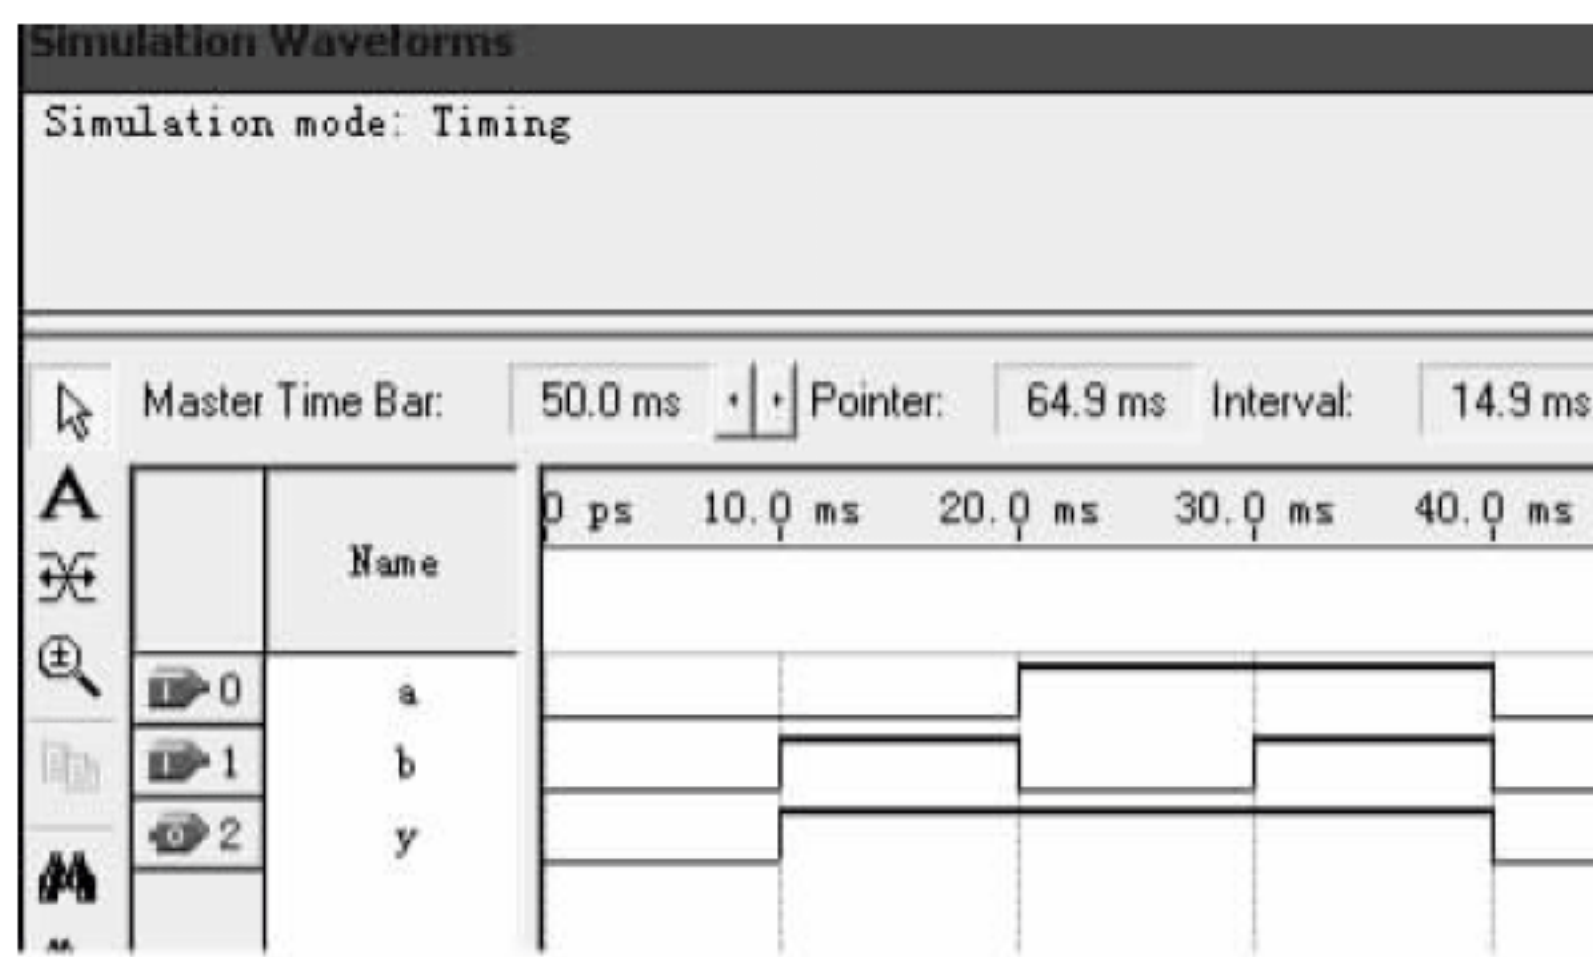 Simulation Waveforms
Simulation mode: Timing
Master Time Bar: 50.0 ms Pointer: 64.9 ms Interval: 14.9 ms
0 ps 10.0 ms 20.0 ms 30.0 ms 40.0 ms
Name
A
0 a
1 b
2 y